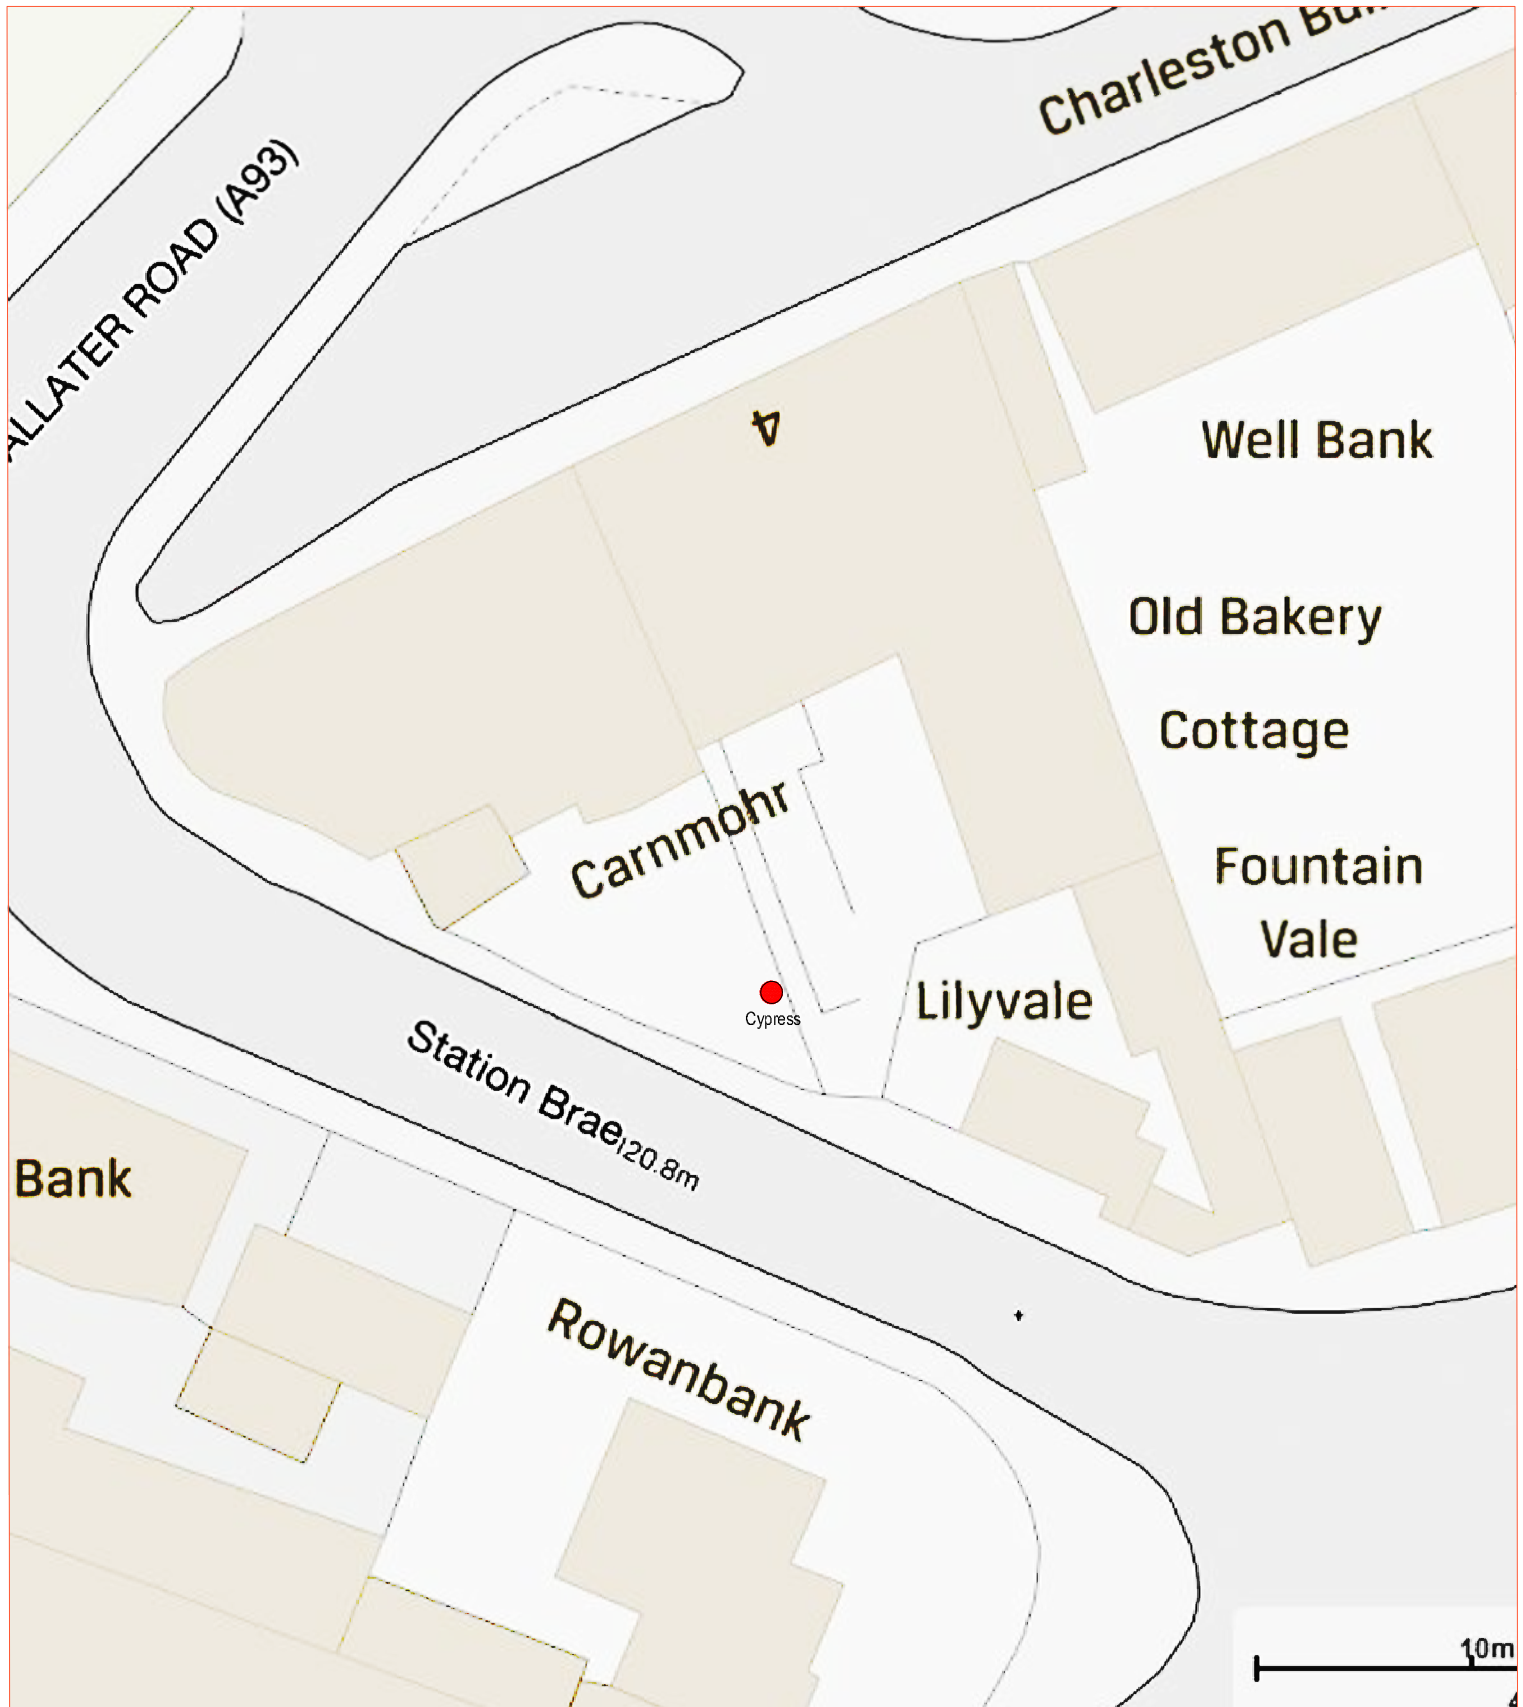 Charleston
ALLATER ROAD (A93)
4
Well Bank
Old Bakery
Cottage
Carnmohr
Fountain
Vale
Lilyvale
Cypress
Station Brae
120.8m
Bank
Rowanbank
10m